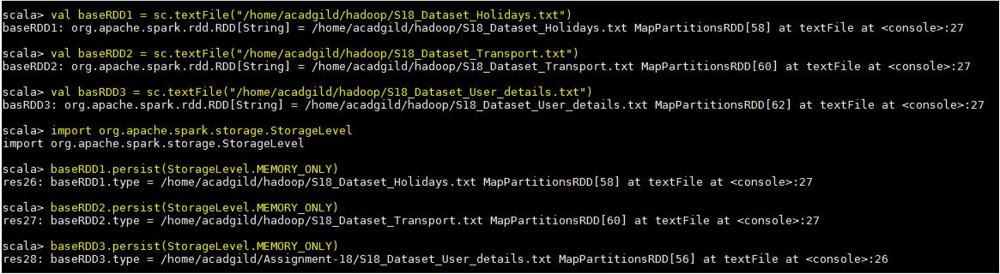 scala> val baseRDD1 = sc.textFile("/home/acadgild/hadoop/S18_Dataset_Holidays.txt")
baseRDD1: org.apache.spark.rdd.RDD[String] = /home/acadgild/hadoop/S18_Dataset_Holidays.txt MapPartitionsRDD[58] at textFile at <console>:27
scala> val baseRDD2 = sc.textFile("/home/acadgild/hadoop/S18_Dataset_Transport.txt")
baseRDD2: org.apache.spark.rdd.RDD[String] = /home/acadgild/hadoop/S18_Dataset_Transport.txt MapPartitionsRDD[60] at textFile at <console>:27
scala> val basRDD3 = sc.textFile("/home/acadgild/hadoop/S18_Dataset_User_details.txt")
basRDD3: org.apache.spark.rdd.RDD[String] = /home/acadgild/hadoop/S18_Dataset_User_details.txt MapPartitionsRDD[62] at textFile at <console>:27
scala> import org.apache.spark.storage.StorageLevel
import org.apache.spark.storage.StorageLevel
scala> baseRDD1.persist(StorageLevel.MEMORY_ONLY)
res26: baseRDD1.type = /home/acadgild/hadoop/S18_Dataset_Holidays.txt MapPartitionsRDD[58] at textFile at <console>:27
scala> baseRDD2.persist(StorageLevel.MEMORY_ONLY)
res27: baseRDD2.type = /home/acadgild/hadoop/S18_Dataset_Transport.txt MapPartitionsRDD[60] at textFile at <console>:27
scala> baseRDD3.persist(StorageLevel.MEMORY_ONLY)
res28: baseRDD3.type = /home/acadgild/Assignment-18/S18_Dataset_User_details.txt MapPartitionsRDD[56] at textFile at <console>:26